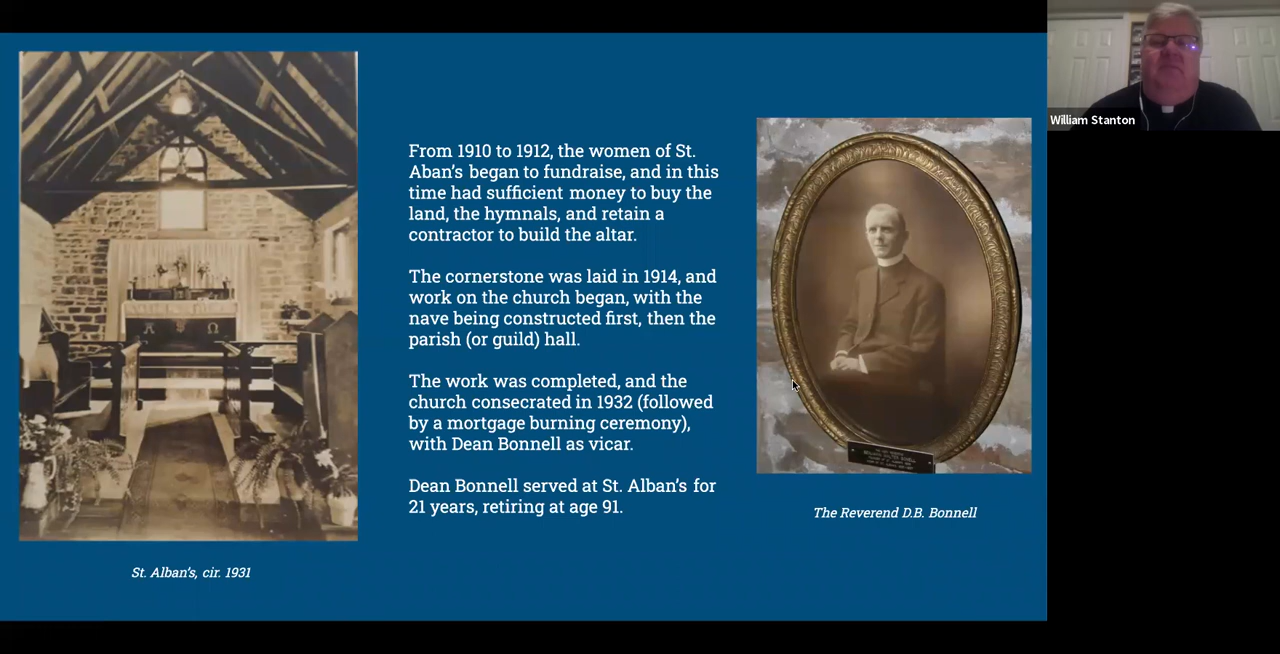 From 1910 to 1912, the women of St.
Aban's began to fundraise, and in this
time had sufficient money to buy the
land, the hymnals, and retain a
contractor to build the altar.
The cornerstone was laid in 1914, and
work on the church began, with the
nave being constructed first, then the
parish (or guild) hall.
The work was completed, and the
church consecrated in 1932 (followed
by a mortgage burning ceremony),
with Dean Bonnell as vicar.
Dean Bonnell served at St. Alban's for
21 years, retiring at age 91.
St. Alban's, cir. 1931
The Reverend D.B. Bonnell
William Stanton